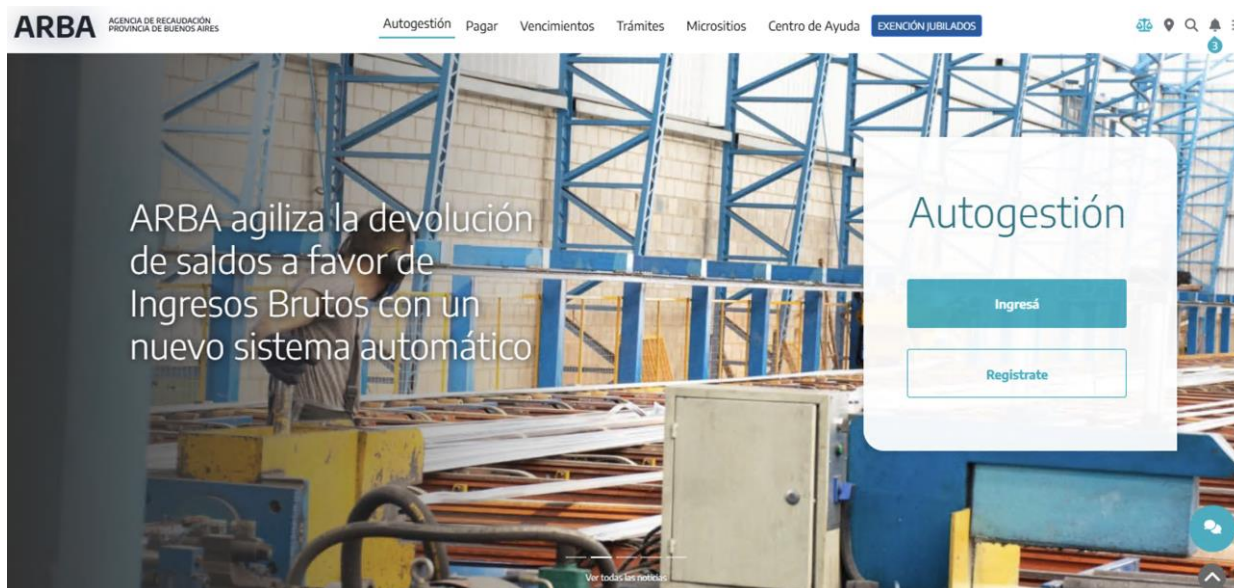 ARBA
AGENCIA DE RECAUDACIÓN
PROVINCIA DE BUENOS AIRES
Autogestión
Pagar
Vencimientos
Trámites
Micrositios
Centro de Ayuda
EXENCIÓN JUBILADOS
3
ARBA agiliza la devolución
de saldos a favor de
Ingresos Brutos con un
nuevo sistema automático
Autogestión
Ingresá
Registrate
Ver todas las noticias